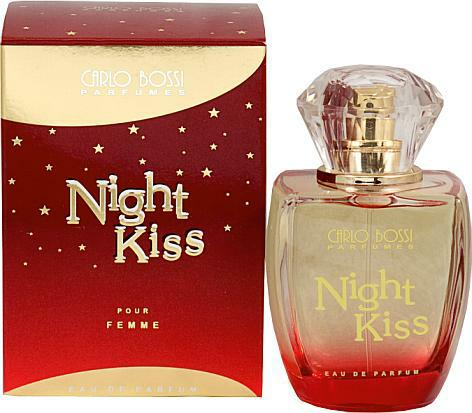 CARLO BOSSI
PARFUMES
Night
Kiss
POUR
FEMME
EAU DE PARFUM
CARLO BOSSI
PARFUMES
Night
Kiss
EAU DE PARFUM